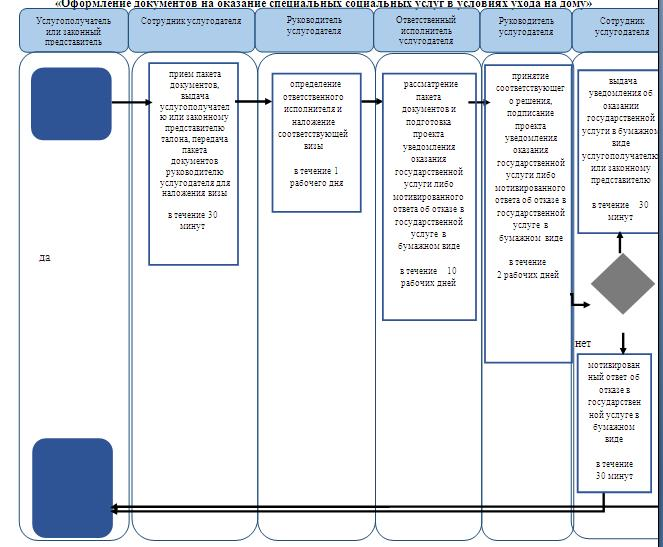 «Оформление документов на оказание специальных социальных услуг в условиях ухода на дому»
Услугополучатель
или законный
представитель
Сотрудник услугодателя
Руководитель
услугодателя
Ответственный
исполнитель
услугодателя
Руководитель
услугодателя
Сотрудник
услугодателя
прием пакета
документов,
выдача
услугополучател
ю или законному
представителю
талона, передача
пакета
документов
руководителю
услугодателя для
наложения визы
в течение 30
минут
определение
ответственного
исполнителя и
наложение
соответствующей
визы
в течение 1
рабочего дня
рассматрение
пакета
документов и
подготовка
проекта
уведомления
оказания
государственной
услуги либо
мотивированного
ответа об отказе в
государственной
услуге в
бумажном виде
в течение 10
рабочих дней
принятие
соответствующег
о решения,
подписание
проекта
уведомления
оказания
государственной
услуги либо
мотивированного
ответа об отказе в
государственной
услуге в
бумажном виде
в течение
2 рабочих дней
выдача
уведомления об
оказании
государственной
услуги в бумажном
виде
услугополучателю
или законному
представителю
в течение 30
минут
да
нет
мотивирован
ный ответ об
отказе в
государствен
ной услуге в
бумажном
виде
в течение
30 минут